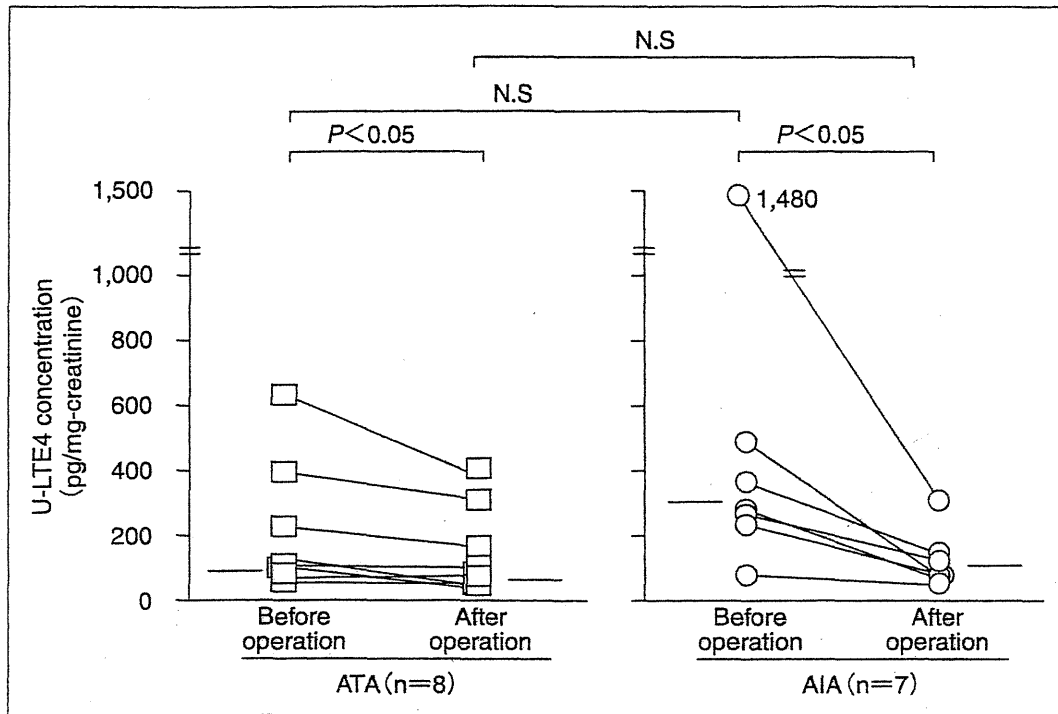 N.S
N.S
P<0.05
P<0.05
U-LTE4 concentration
(pg/mg-creatinine)
1,500
1,000
800
600
400
200
0
1,480
Before
operation
After
operation
Before
operation
After
operation
ATA(n=8)
AIA(n=7)